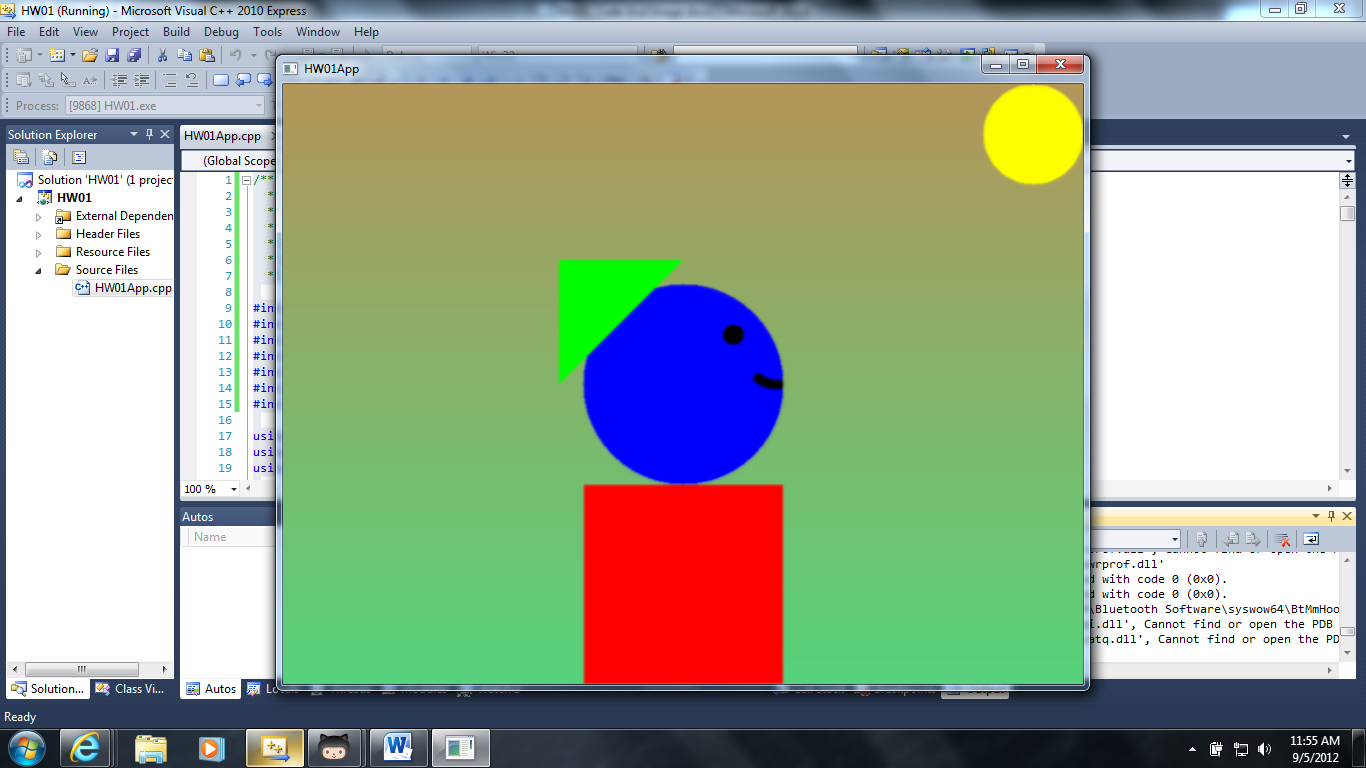 HW01 (Running) - Microsoft Visual C++ 2010 Express
File Edit View Project Build Debug Tools Window Help
HW01App
Process: [9868] HW01.exe
Solution Explorer
HW01App.cpp
(Global Scope
Solution 'HW01' (1 project
HW01
External Dependen
Header Files
Resource Files
Source Files
HW01App.cpp
1 /**
2 *
3 *
4 *
5 *
6 *
7 *
8
9 #in
10 #in
11 #in
12 #in
13 #in
14 #in
15 #in
16
17 usi
18 usi
19 usi
100 %
Autos
Name
wrprof.dll'
d with code 0 (0x0).
d with code 0 (0x0).
\Bluetooth Software\syswow64\BtMmHoo
l.dll', Cannot find or open the PDB
atq.dll', Cannot find or open the PD
Solution... Class Vi... Autos
Ready
11:55 AM
9/5/2012